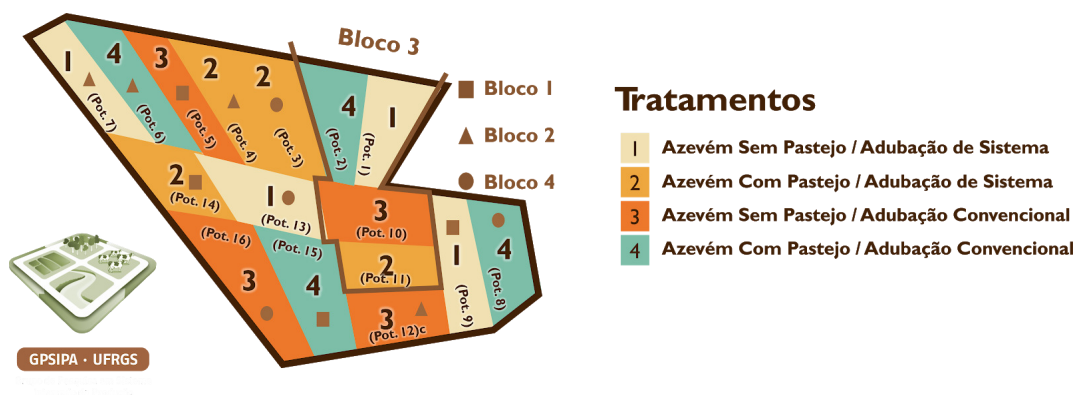 Bloco 3
1
4
3
2
2
4
1
(Pot. 7)
(Pot. 6)
(Pot. 5)
(Pot. 4)
(Pot. 3)
(Pot. 2)
(Pot. 1)
Bloco 1
Bloco 2
Bloco 4
2
(Pot. 14)
1
(Pot. 13)
3
(Pot. 10)
(Pot. 16)
3
(Pot. 15)
4
2
(Pot. 11)
3
(Pot. 12)c
1
(Pot. 9)
4
(Pot. 8)
GPSIPA · UFRGS
Tratamentos
1 Azevém Sem Pastejo / Adubação de Sistema
2 Azevém Com Pastejo / Adubação de Sistema
3 Azevém Sem Pastejo / Adubação Convencional
4 Azevém Com Pastejo / Adubação Convencional